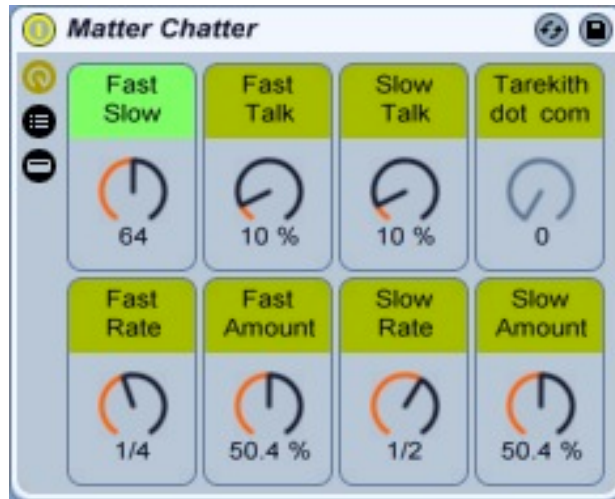 Matter Chatter
Fast Slow
Fast Talk
Slow Talk
Tarekith dot com
64
10 %
10 %
0
Fast Rate
Fast Amount
Slow Rate
Slow Amount
1/4
50.4 %
1/2
50.4 %